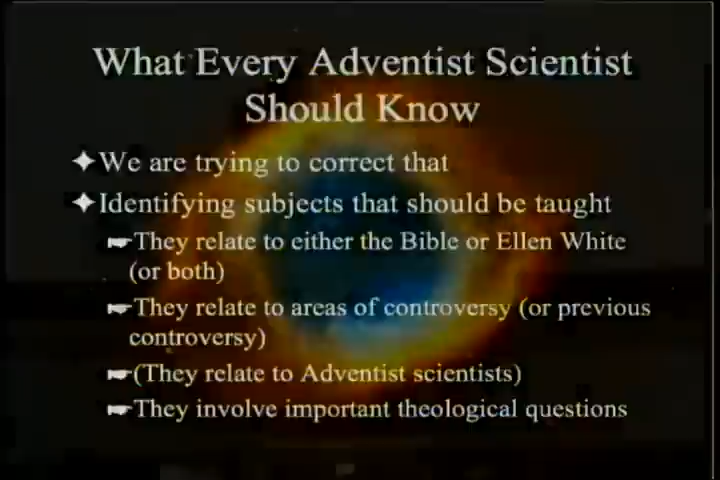 What Every Adventist Scientist
Should Know
We are trying to correct that
Identifying subjects that should be taught
They relate to either the Bible or Ellen White
(or both)
They relate to areas of controversy (or previous
controversy)
(They relate to Adventist scientists)
They involve important theological questions